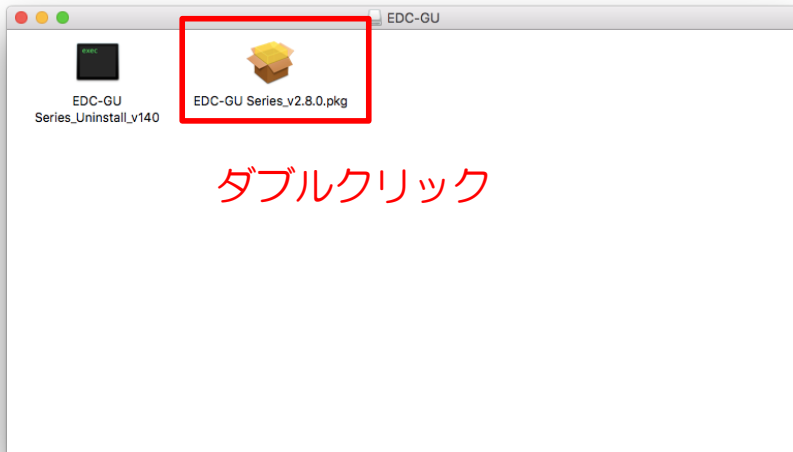 EDC-GU
exec
EDC-GU
Series_Uninstall_v140
EDC-GU Series_v2.8.0.pkg
ダブルクリック